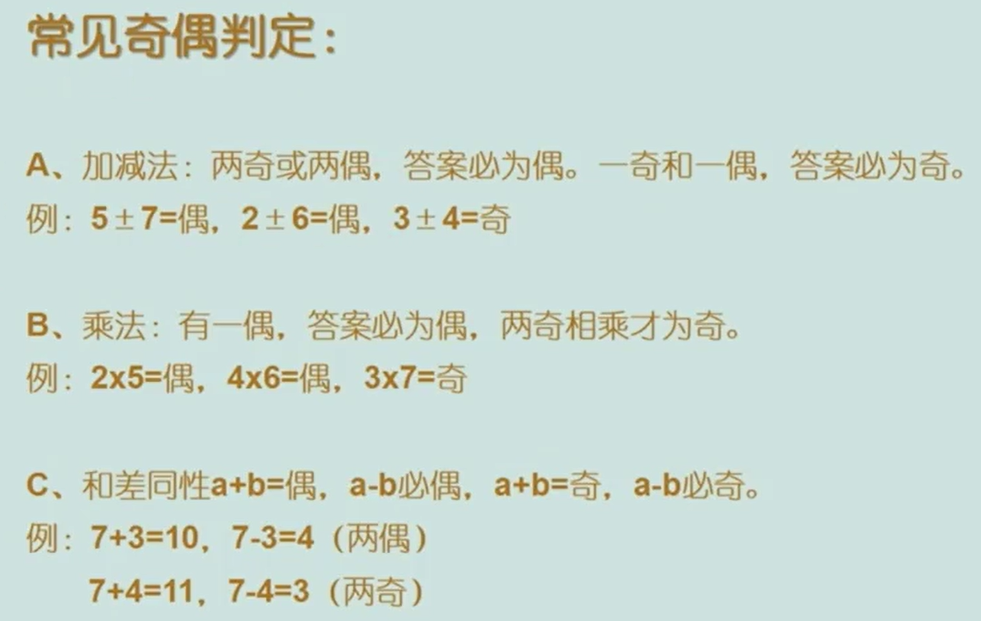 常见奇偶判定：
A、加减法：两奇或两偶，答案必为偶。一奇和一偶，答案必为奇。
例：5±7=偶，2±6=偶，3±4=奇
B、乘法：有一偶，答案必为偶，两奇相乘才为奇。
例：2x5=偶，4x6=偶，3x7=奇
C、和差同性a+b=偶，a-b必偶，a+b=奇，a-b必奇。
例：7+3=10，7-3=4（两偶）
7+4=11，7-4=3（两奇）